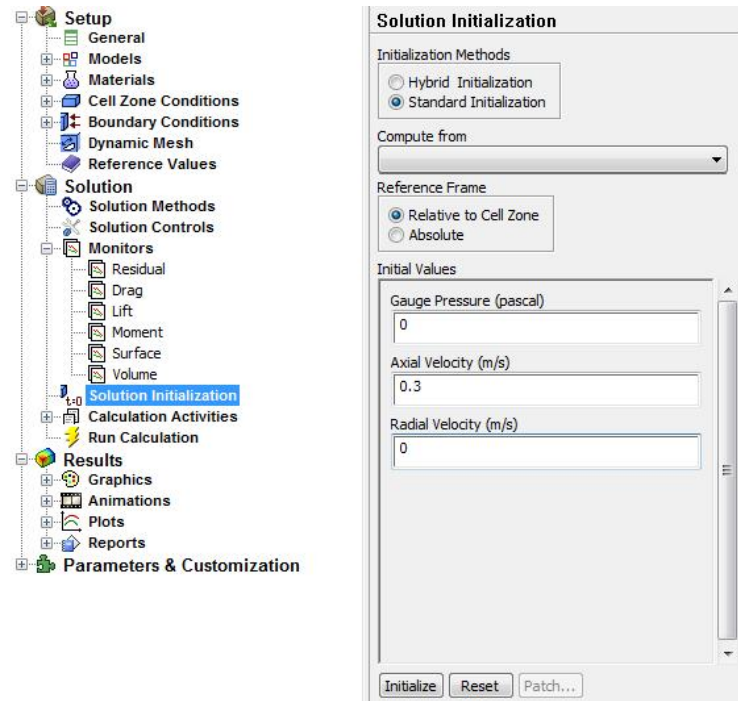 Setup
General
Models
Materials
Cell Zone Conditions
Boundary Conditions
Dynamic Mesh
Reference Values
Solution
Solution Methods
Solution Controls
Monitors
Residual
Drag
Lift
Moment
Surface
Volume
t=0 Solution Initialization
Calculation Activities
Run Calculation
Results
Graphics
Animations
Plots
Reports
Parameters & Customization
Solution Initialization
Initialization Methods
Hybrid Initialization
Standard Initialization
Compute from
Reference Frame
Relative to Cell Zone
Absolute
Initial Values
Gauge Pressure (pascal)
0
Axial Velocity (m/s)
0.3
Radial Velocity (m/s)
0
Initialize Reset Patch...